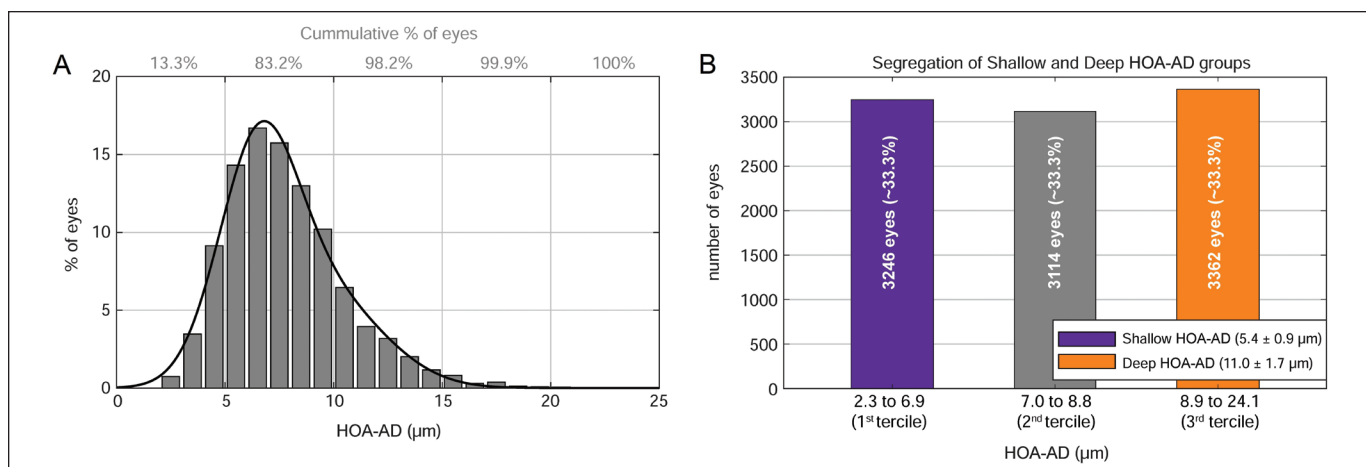 Cummulative % of eyes
A
13.3% 83.2% 98.2% 99.9% 100%
20
15
10
5
0
% of eyes
0 5 10 15 20 25
HOA-AD (µm)
B
Segregation of Shallow and Deep HOA-AD groups
3500
3000
2500
2000
1500
1000
500
0
number of eyes
3246 eyes (~33.3%)
3114 eyes (~33.3%)
3362 eyes (~33.3%)
Shallow HOA-AD (5.4 ± 0.9 µm)
Deep HOA-AD (11.0 ± 1.7 µm)
2.3 to 6.9 7.0 to 8.8 8.9 to 24.1
(1st tercile) (2nd tercile) (3rd tercile)
HOA-AD (µm)